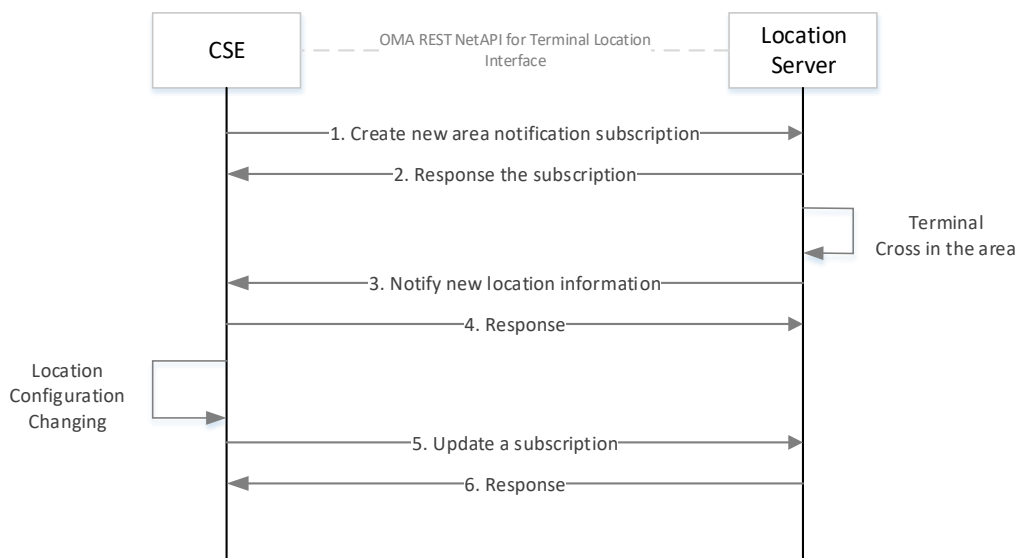 CSE
OMA REST NetAPI for Terminal Location
Interface
Location
Server
1. Create new area notification subscription
2. Response the subscription
Terminal
Cross in the area
3. Notify new location information
4. Response
Location
Configuration
Changing
5. Update a subscription
6. Response